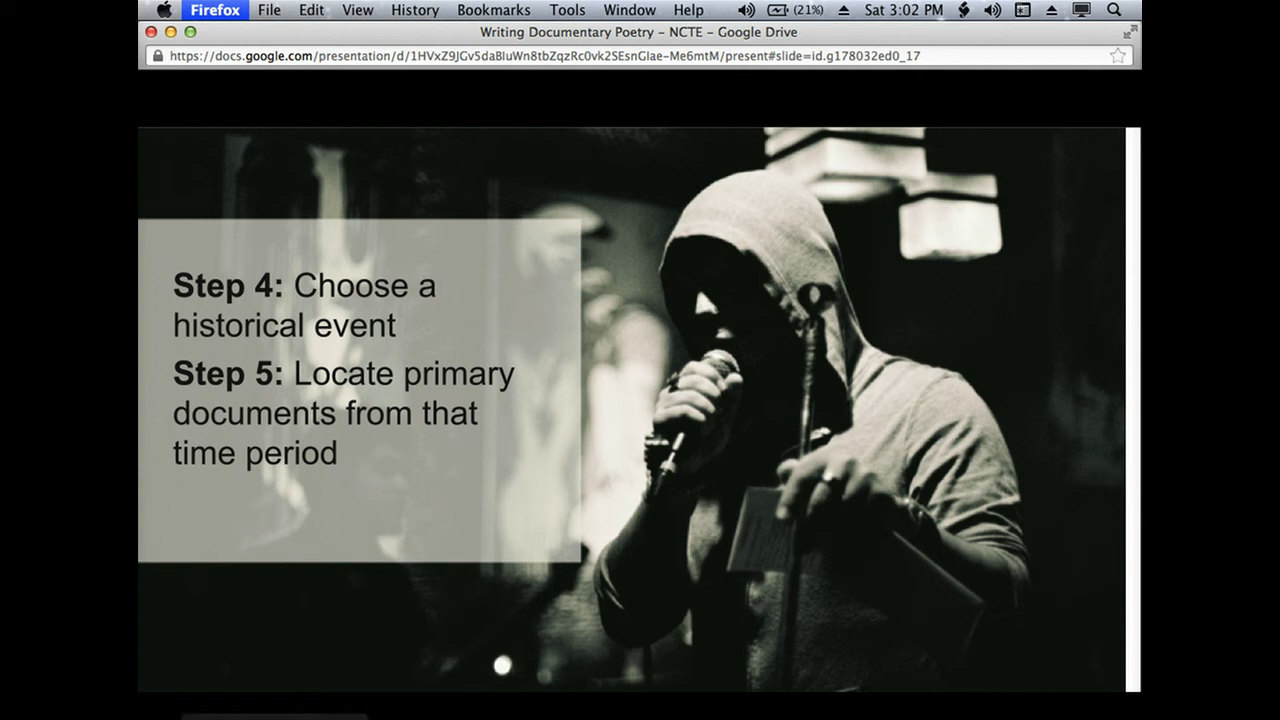 Firefox File Edit View History Bookmarks Tools Window Help (21%) Sat 3:02 PM
Writing Documentary Poetry – NCTE – Google Drive
https://docs.google.com/presentation/d/1HVxZ9JGv5daBluWn8tbZqzRc0vk2SEsnGIae-Me6mtM/present#slide=id.g178032ed0_17
Step 4: Choose a
historical event
Step 5: Locate primary
documents from that
time period